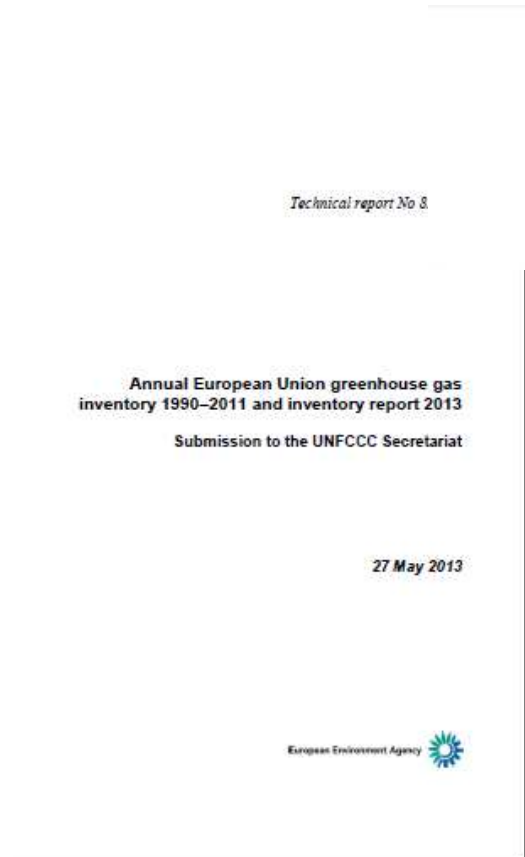 Technical report No 8
Annual European Union greenhouse gas
inventory 1990–2011 and inventory report 2013
Submission to the UNFCCC Secretariat
27 May 2013
European Environment Agency